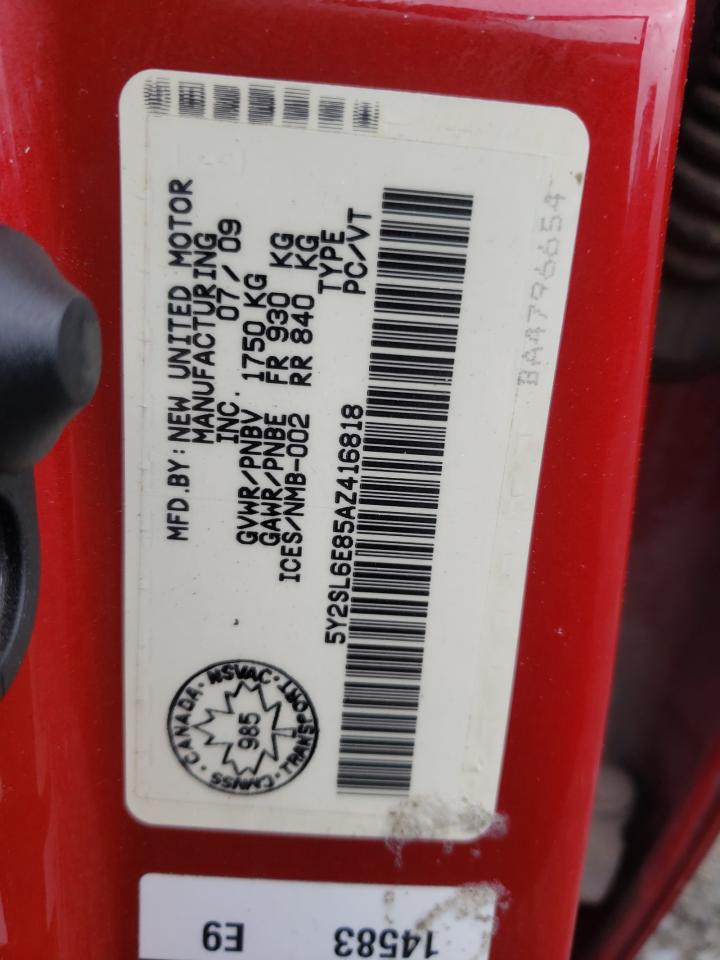 MFD.BY: NEW UNITED MOTOR
MANUFACTURING
INC. 07/09
GVWR/PNBV 1750 KG
GAWR/PNBE FR 930 KG
ICES/NMB-002 RR 840 KG
TYPE
5Y2SL6E85AZ416818 PC/VT
CANADA · NSVAC · TRANSPORT · CMVSS ·
985
BA4796654
14583 E9